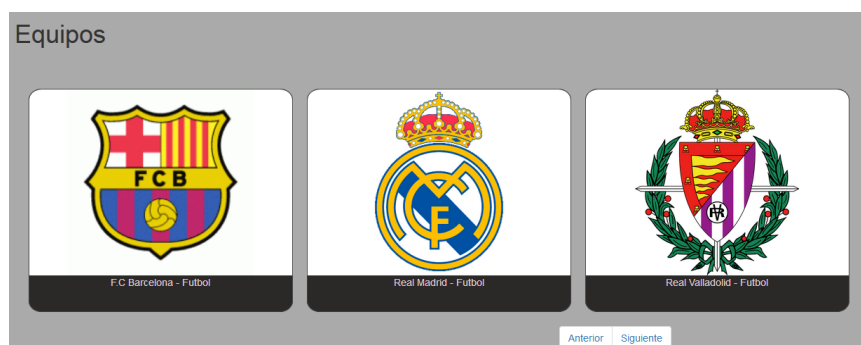 Equipos
FCB
F.C Barcelona - Futbol
Real Madrid - Futbol
Real Valladolid - Futbol
Anterior Siguiente